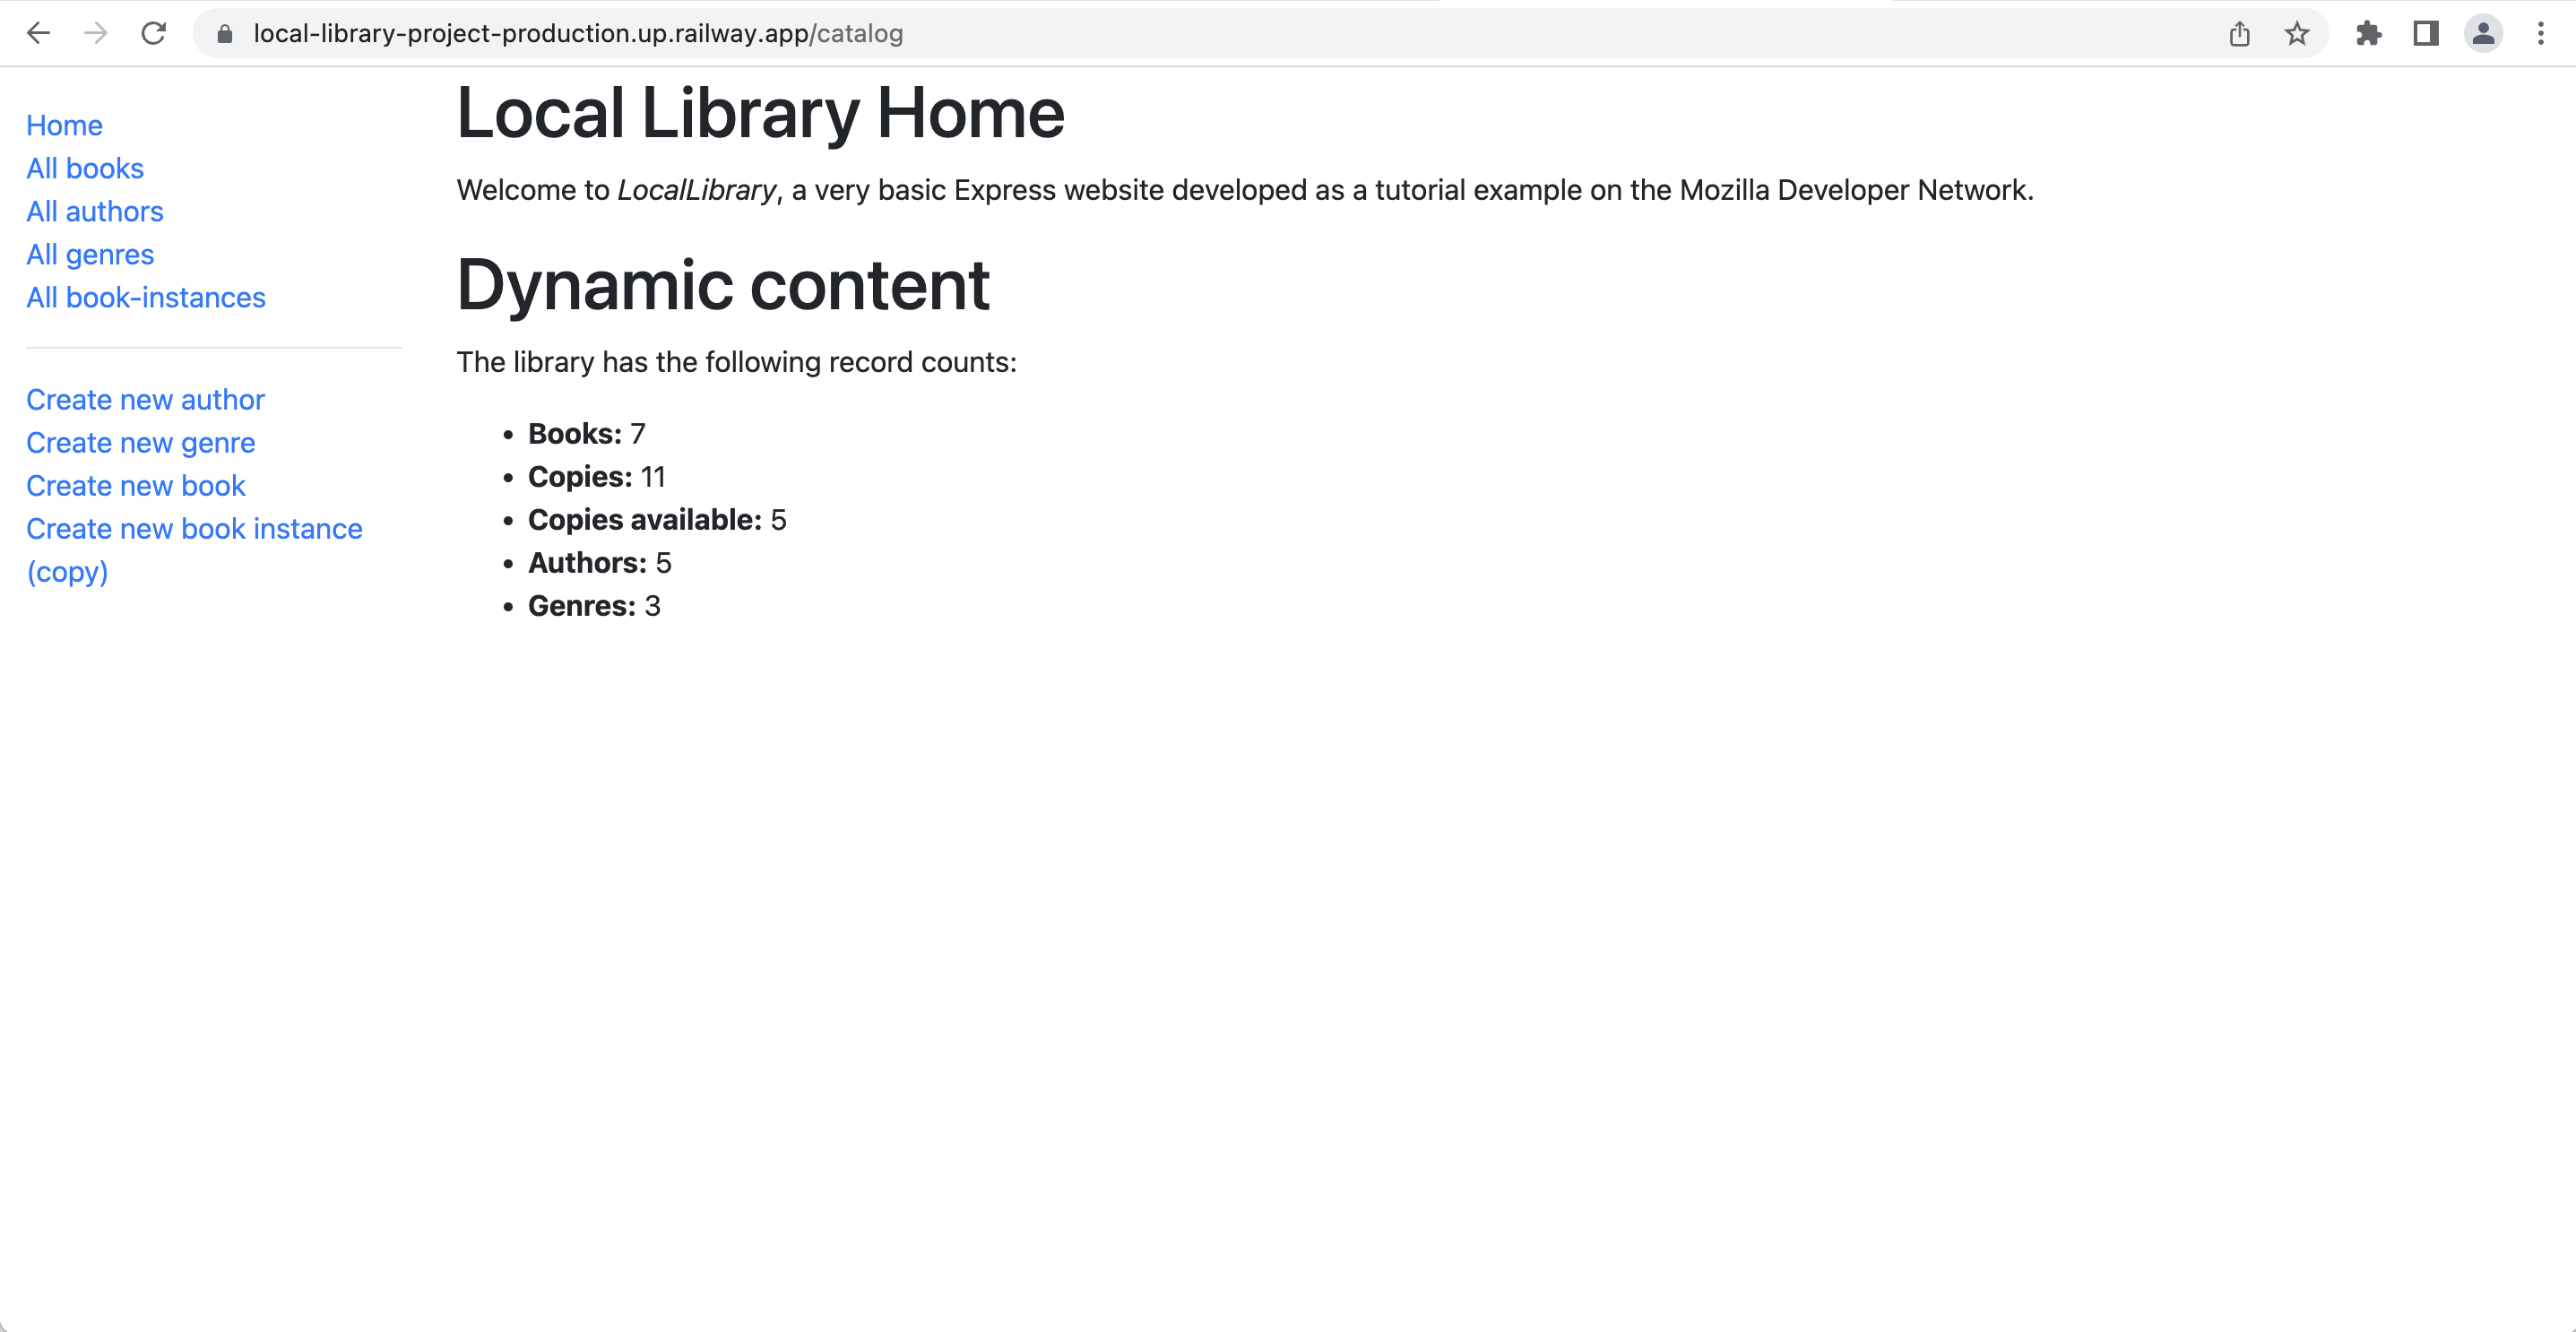 local-library-project-production.up.railway.app/catalog
Home
All books
All authors
All genres
All book-instances
Create new author
Create new genre
Create new book
Create new book instance
(copy)
Local Library Home
Welcome to LocalLibrary, a very basic Express website developed as a tutorial example on the Mozilla Developer Network.
Dynamic content
The library has the following record counts:
• Books: 7
• Copies: 11
• Copies available: 5
• Authors: 5
• Genres: 3